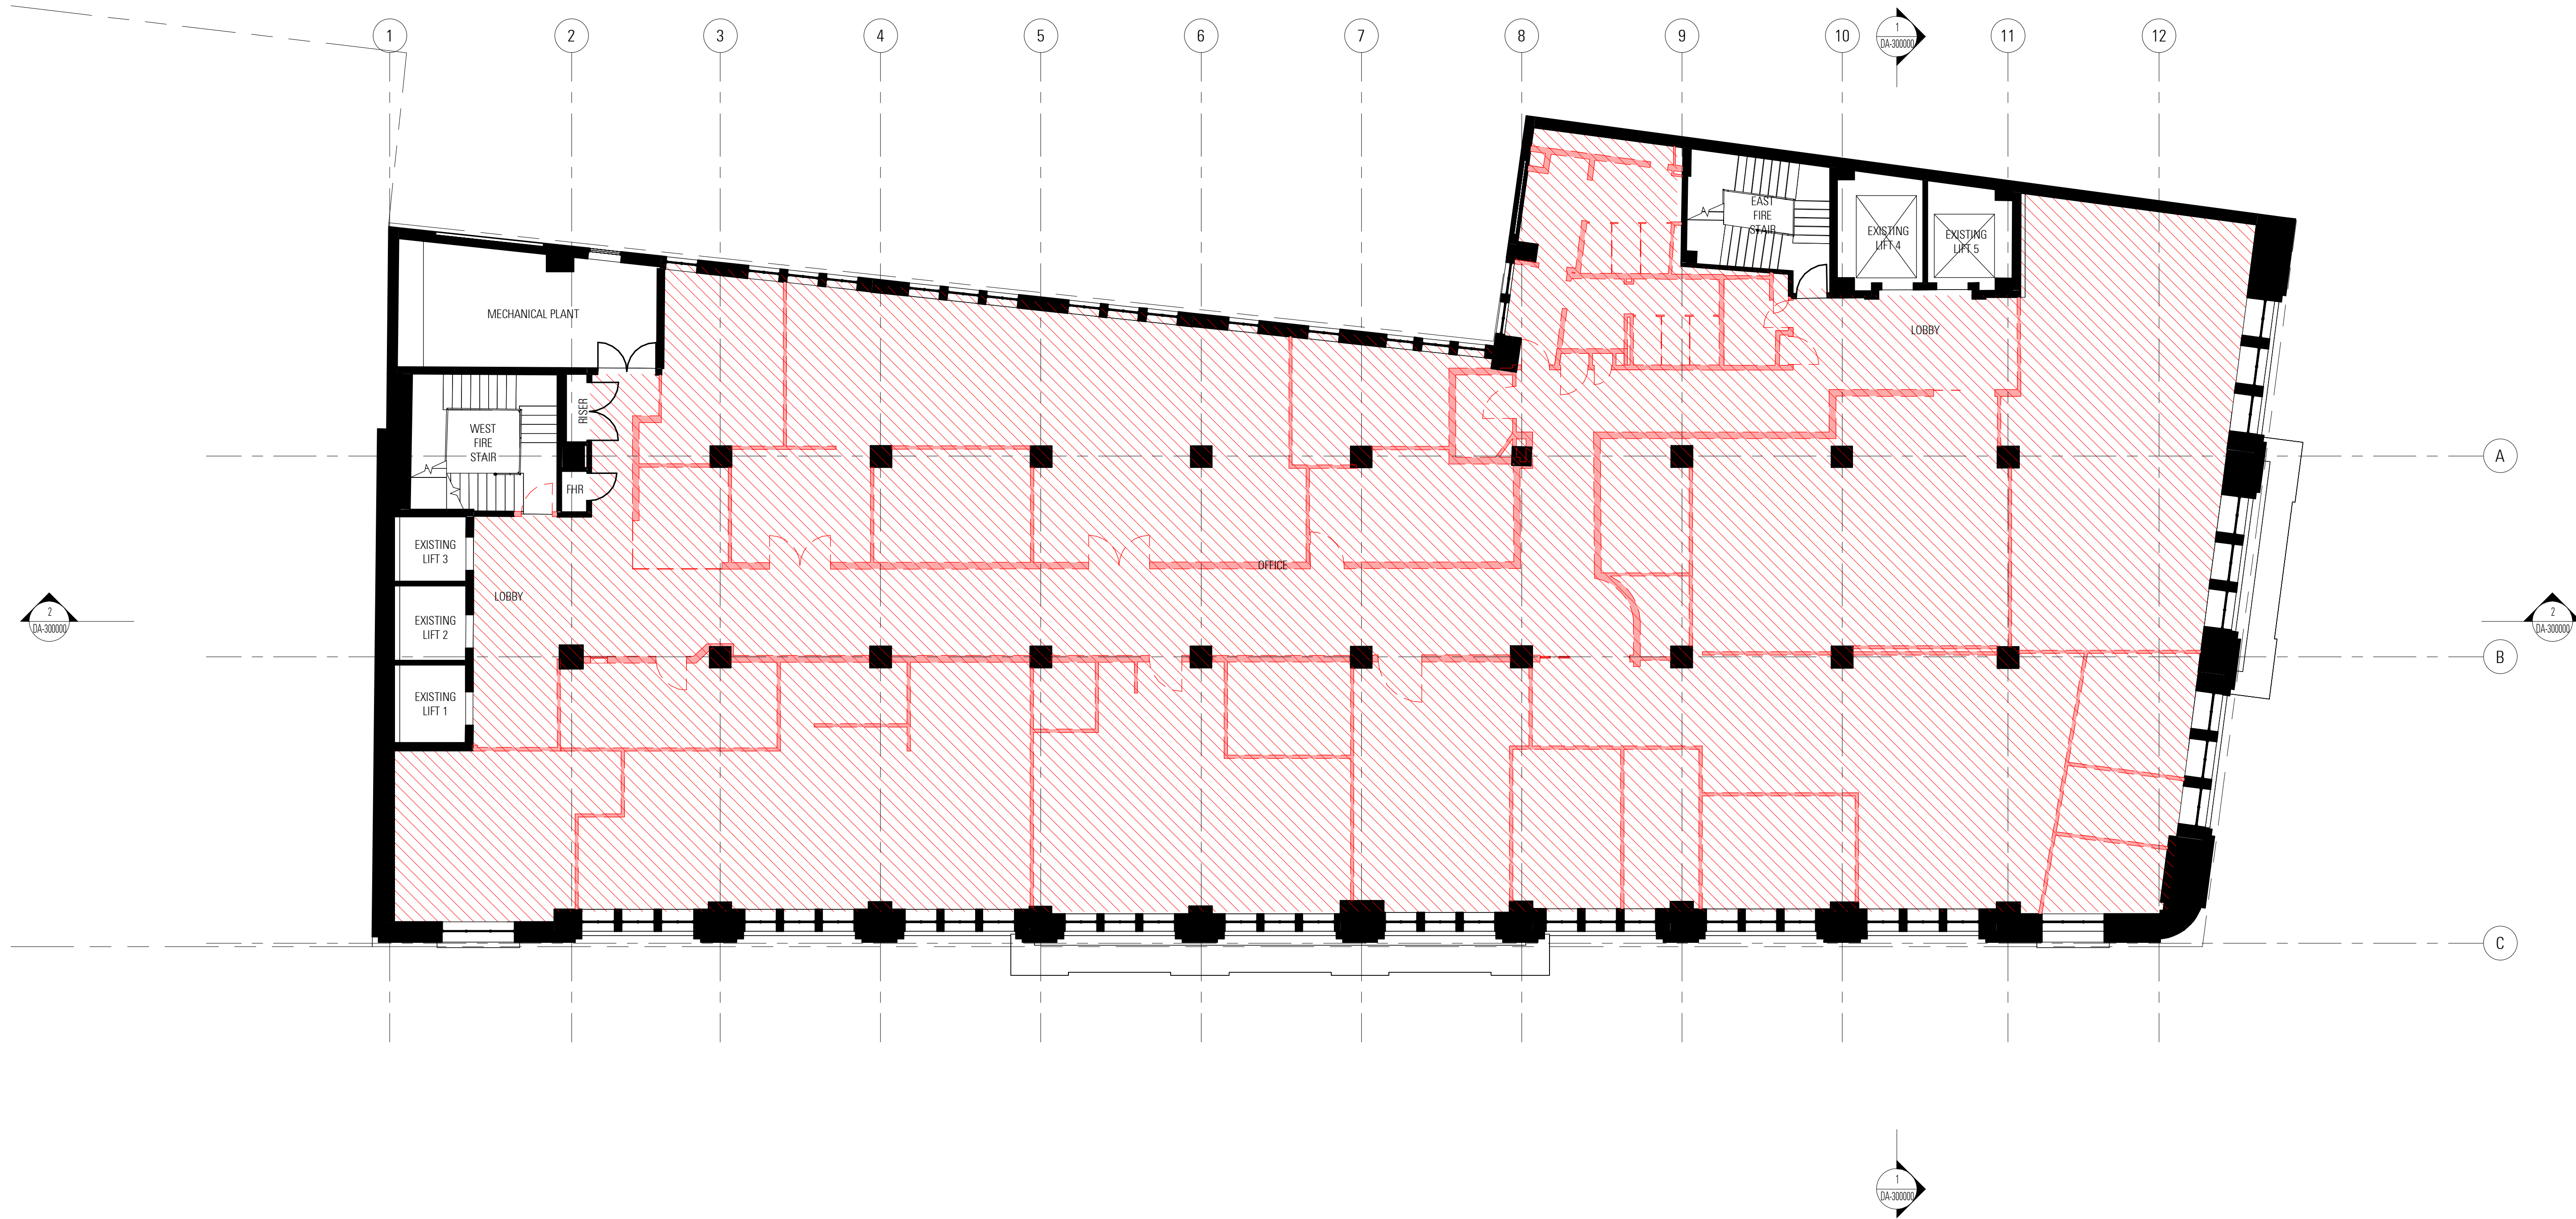 1
2
3
4
5
6
7
8
9
10
11
12
1
DA-300000
EAST
FIRE
STAIR
EXISTING
LIFT 4
EXISTING
LIFT 5
MECHANICAL PLANT
LOBBY
RISER
WEST
FIRE
STAIR
A
FHR
EXISTING
LIFT 3
OFFICE
LOBBY
2
DA-300000
EXISTING
LIFT 2
2
DA-300000
B
EXISTING
LIFT 1
C
1
DA-300000